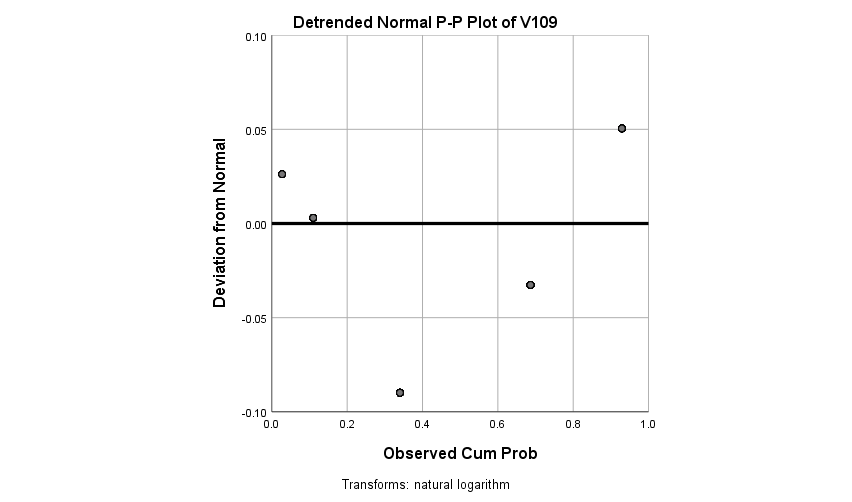 Detrended Normal P-P Plot of V109
0.10
0.05
0.00
-0.05
-0.10
Deviation from Normal
0.0 0.2 0.4 0.6 0.8 1.0
Observed Cum Prob
Transforms: natural logarithm